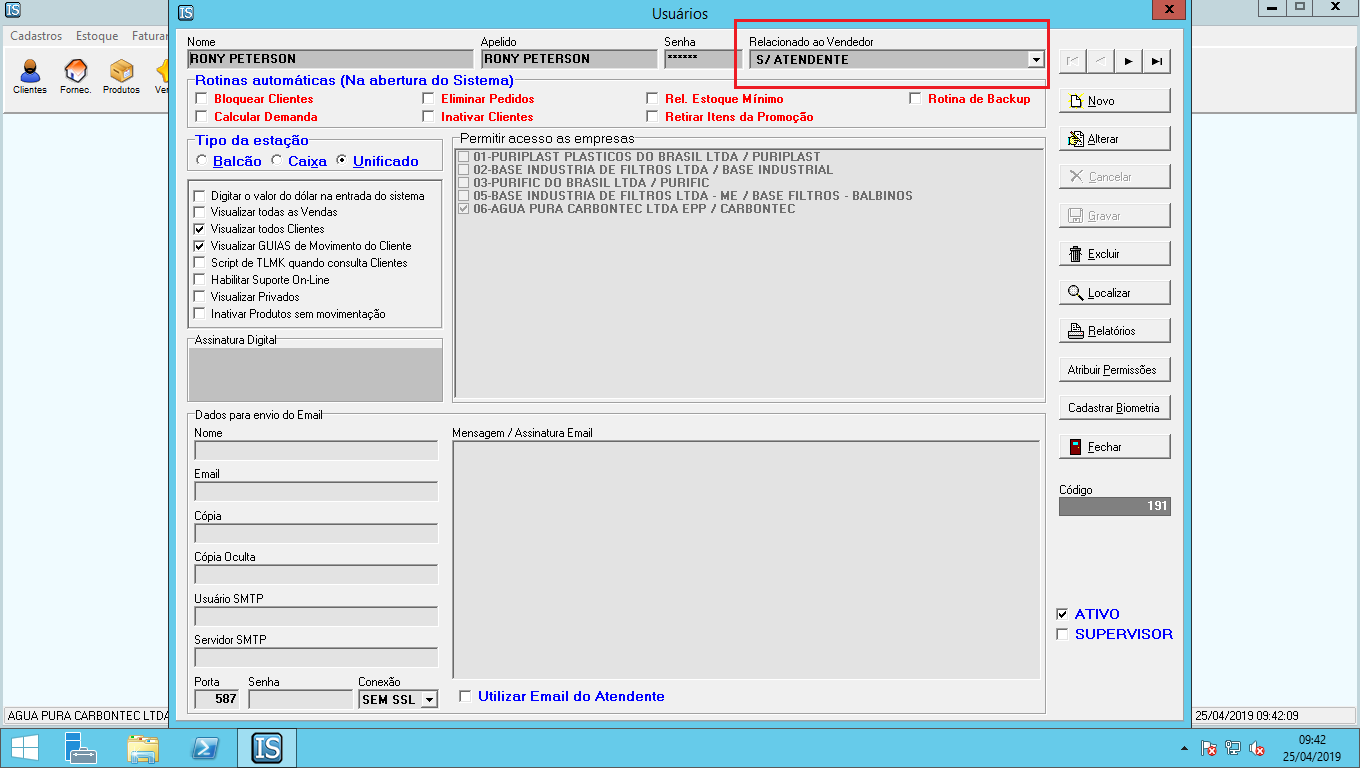 IS
IS Usuários
Cadastros Estoque
Clientes Fornec. Produtos
Nome Apelido Senha Relacionado ao Vendedor
RONY PETERSON RONY PETERSON ****** S/ ATENDENTE
Rotinas automáticas (Na abertura do Sistema)
Bloquear Clientes Eliminar Pedidos Rel. Estoque Mínimo Rotina de Backup
Calcular Demanda Inativar Clientes Retirar Itens da Promoção
Tipo da estação
Balcão Caixa Unificado
Digitar o valor do dólar na entrada do sistema
Visualizar todas as Vendas
Visualizar todos Clientes
Visualizar GUIAS de Movimento do Cliente
Script de TLMK quando consulta Clientes
Habilitar Suporte On-Line
Visualizar Privados
Inativar Produtos sem movimentação
Permitir acesso as empresas
01-PURIPLAST PLASTICOS DO BRASIL LTDA / PURIPLAST
02-BASE INDUSTRIA DE FILTROS LTDA / BASE INDUSTRIAL
03-PURIFIC DO BRASIL LTDA / PURIFIC
05-BASE INDUSTRIA DE FILTROS LTDA - ME / BASE FILTROS - BALBINOS
06-AGUA PURA CARBONTEC LTDA EPP / CARBONTEC
Assinatura Digital
Dados para envio do Email
Nome
Email
Cópia
Cópia Oculta
Usuário SMTP
Servidor SMTP
Porta Senha Conexão
587 SEM SSL
Mensagem / Assinatura Email
Utilizar Email do Atendente
Novo
Alterar
Cancelar
Gravar
Excluir
Localizar
Relatórios
Atribuir Permissões
Cadastrar Biometria
Fechar
Código
191
ATIVO
SUPERVISOR
AGUA PURA CARBONTEC LTDA 25/04/2019 09:42:09
IS
09:42
25/04/2019